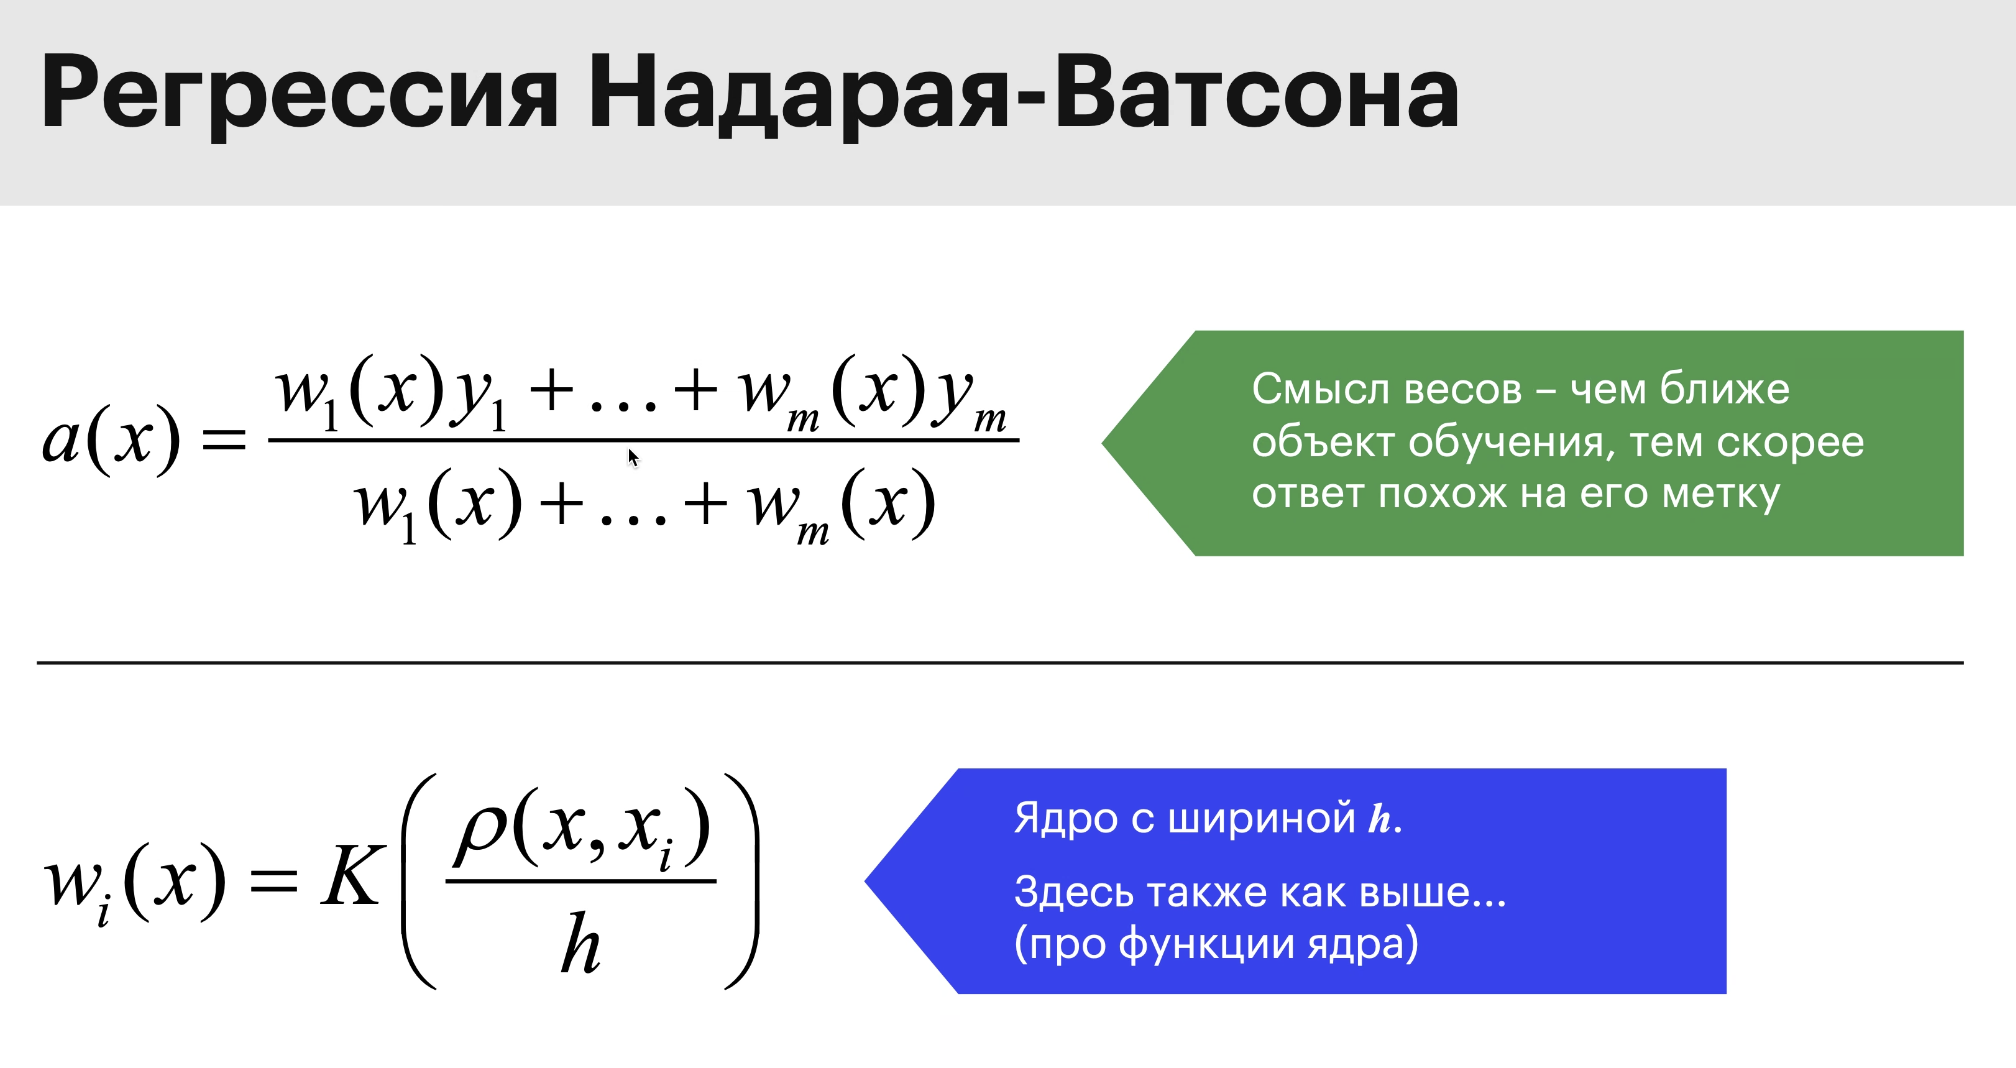 Регрессия Надарая-Ватсона
a(x) = \frac{w_1(x)y_1 + \ldots + w_m(x)y_m}{w_1(x) + \ldots + w_m(x)}
Смысл весов – чем ближе
объект обучения, тем скорее
ответ похож на его метку
w_i(x) = K\left(\frac{\rho(x, x_i)}{h}\right)
Ядро с шириной h.
Здесь также как выше...
(про функции ядра)